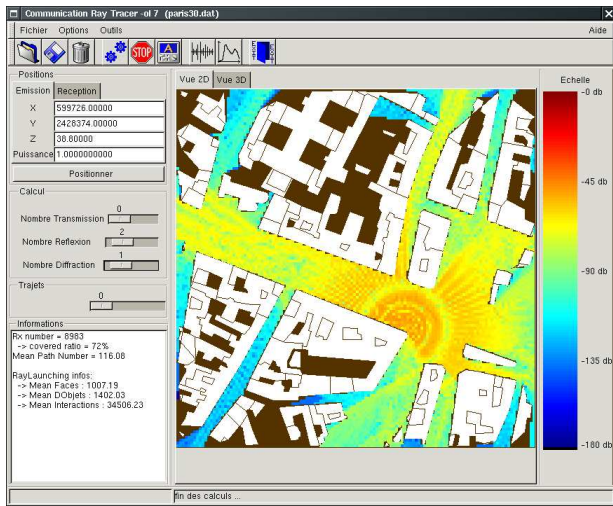 Communication Ray Tracer -ol 7 (paris30.dat)
Fichier Options Outils Aide
STOP
Positions
Emission Reception
X 599726.00000
Y 2428374.00000
Z 38.80000
Puissance 1.0000000000
Positionner
Calcul
0
Nombre Transmission
2
Nombre Reflexion
1
Nombre Diffraction
Trajets
0
Informations
Rx number = 8983
-> covered ratio = 72%
Mean Path Number = 116.08
RayLaunching infos:
-> Mean Faces : 1007.19
-> Mean DObjets : 1402.03
-> Mean Interactions : 34506.23
Vue 2D Vue 3D
Echelle
-0 db
-45 db
-90 db
-135 db
-180 db
fin des calculs ...